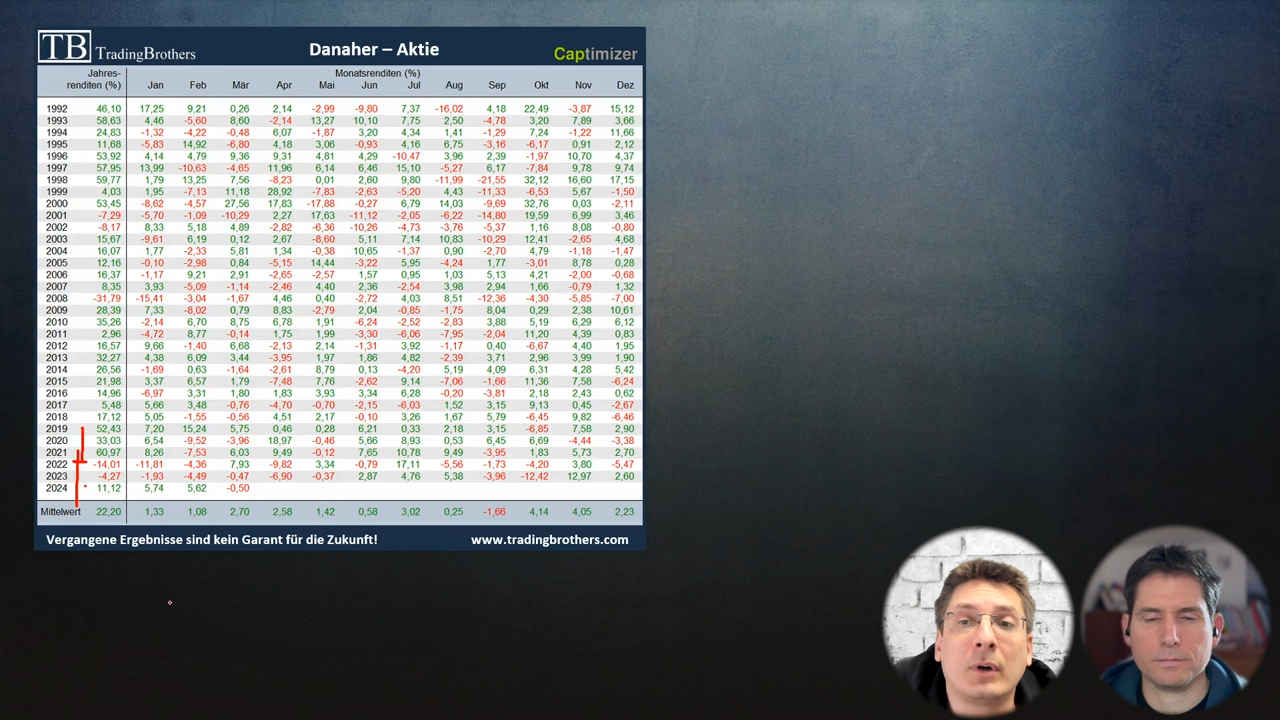 TB TradingBrothers Danaher – Aktie Captimizer
Jahres- Monatsrenditen (%)
renditen (%) Jan Feb Mär Apr Mai Jun Jul Aug Sep Okt Nov Dez
1992 46,10 17,25 9,21 0,26 2,14 -2,99 -9,80 7,37 -16,02 4,18 22,49 -3,87 15,12
1993 58,63 4,46 -5,60 8,60 -2,14 13,27 10,10 7,75 2,50 -4,78 3,20 7,89 3,66
1994 24,83 -1,32 -4,22 -0,48 6,07 -1,87 3,20 4,34 1,41 -1,29 7,24 -1,22 11,66
1995 11,68 -5,83 14,92 -6,80 4,18 3,06 -0,93 4,16 6,75 -3,16 -6,17 0,91 2,12
1996 53,92 4,14 4,79 9,36 9,31 4,81 4,29 -10,47 3,96 2,39 -1,97 10,70 4,37
1997 57,95 13,99 -10,63 -4,65 11,96 6,14 6,46 15,10 -5,27 6,17 -7,84 9,78 9,74
1998 59,77 1,79 13,25 7,56 -8,23 0,01 2,60 9,80 -11,99 -21,55 32,12 16,60 17,15
1999 4,03 1,95 -7,13 11,18 28,92 -7,83 -2,63 -5,20 4,43 -11,33 -6,53 5,67 -1,50
2000 53,45 -8,62 -4,57 27,56 17,83 -17,88 -0,27 6,79 14,03 -9,69 32,76 0,03 -2,11
2001 -7,29 -5,70 -1,09 -10,29 2,27 17,63 -11,12 -2,05 -6,22 -14,80 19,59 6,99 3,46
2002 -8,17 8,33 5,18 4,89 -2,82 -6,36 -10,26 -4,73 -3,76 -5,37 1,16 8,08 -0,80
2003 15,67 -9,61 6,19 0,12 2,67 -8,60 5,11 7,14 10,83 -10,29 12,41 -2,65 4,68
2004 16,07 1,77 -2,33 5,81 1,34 -0,38 10,65 -1,37 0,90 -2,70 4,79 -1,18 -1,47
2005 12,16 -0,10 -2,98 0,84 -5,15 14,44 -3,22 5,95 -4,24 1,77 -3,01 8,78 0,28
2006 16,37 -1,17 9,21 2,91 -2,65 -2,57 1,57 0,95 1,03 5,13 4,21 -2,00 -0,68
2007 8,35 3,93 -5,09 -1,14 -2,46 4,40 2,36 -2,54 3,98 2,94 1,66 -0,79 1,32
2008 -31,79 -15,41 -3,04 -1,67 4,46 0,40 -2,72 4,03 8,51 -12,36 -4,30 -5,85 -7,00
2009 28,39 7,33 -8,02 0,79 8,83 -2,79 2,04 -0,85 -1,75 8,04 0,29 2,38 10,61
2010 35,26 -2,14 6,70 8,75 6,78 1,91 -6,24 -2,52 -2,83 3,88 5,19 6,29 6,12
2011 2,96 -4,72 8,77 -0,14 1,75 1,99 -3,30 -6,06 -7,95 -2,04 11,20 4,39 0,83
2012 16,57 9,66 -1,40 6,68 -2,13 2,14 -1,31 3,92 -1,17 0,40 -6,67 4,40 1,95
2013 32,27 4,38 6,09 3,44 -3,95 1,97 1,86 4,82 -2,39 3,71 2,96 3,99 1,90
2014 26,56 -1,69 0,63 -1,64 -2,61 8,79 0,13 -4,20 5,19 4,09 6,31 4,28 5,42
2015 21,98 3,37 6,57 1,79 -7,48 7,76 -2,62 9,14 -7,06 -1,66 11,36 7,58 -6,24
2016 14,96 -6,97 3,31 1,80 1,83 3,93 3,34 6,28 -0,20 -3,81 2,18 2,43 0,62
2017 5,48 5,66 3,48 -0,76 -4,70 -0,70 -2,15 -6,03 1,52 3,15 9,13 0,45 -2,67
2018 17,12 5,05 -1,55 -0,56 4,51 2,17 -0,10 3,26 1,67 5,79 -6,45 9,82 -6,46
2019 52,43 7,20 15,24 5,75 0,46 0,28 6,21 0,33 2,18 3,15 -6,85 7,58 2,90
2020 33,03 6,54 -9,52 -3,96 18,97 -0,46 5,66 8,93 0,53 6,45 6,69 -4,44 -3,38
2021 60,97 8,26 -7,53 6,03 9,49 -0,12 7,65 10,78 9,49 -3,95 1,83 5,73 2,70
2022 -14,01 -11,81 -4,36 7,93 -9,82 3,34 -0,79 17,11 -5,56 -1,73 -4,20 3,80 -5,47
2023 -4,27 -1,93 -4,49 -0,47 -6,90 -0,37 2,87 4,76 5,38 -3,96 -12,42 12,97 2,60
2024 11,12 5,74 5,62 -0,50
Mittelwert 22,20 1,33 1,08 2,70 2,58 1,42 0,58 3,02 0,25 -1,66 4,14 4,05 2,23
Vergangene Ergebnisse sind kein Garant für die Zukunft! www.tradingbrothers.com